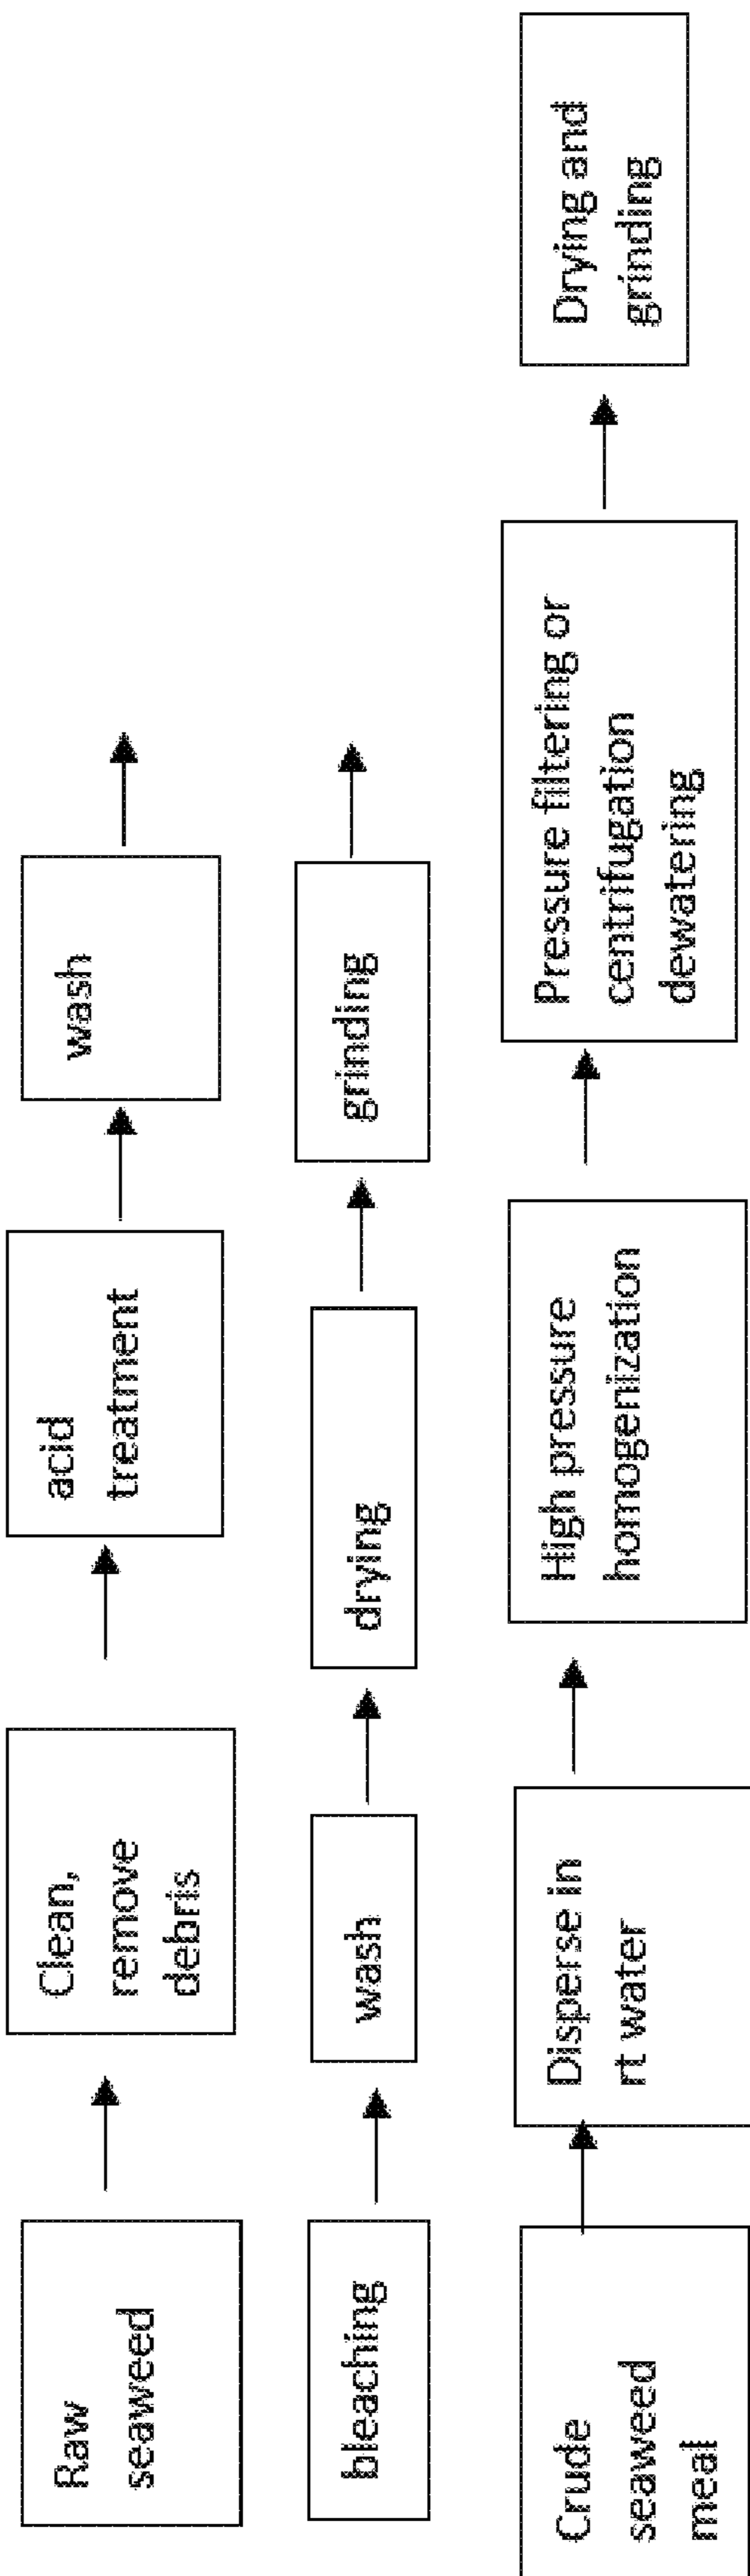 Raw
seaweed
Clean,
remove
debris
acid
treatment
wash
bleaching
wash
drying
grinding
Crude
seaweed
meal
Disperse in
rt water
High pressure
homogenization
Pressure filtering or
centrifugation
dewatering
Drying and
grinding